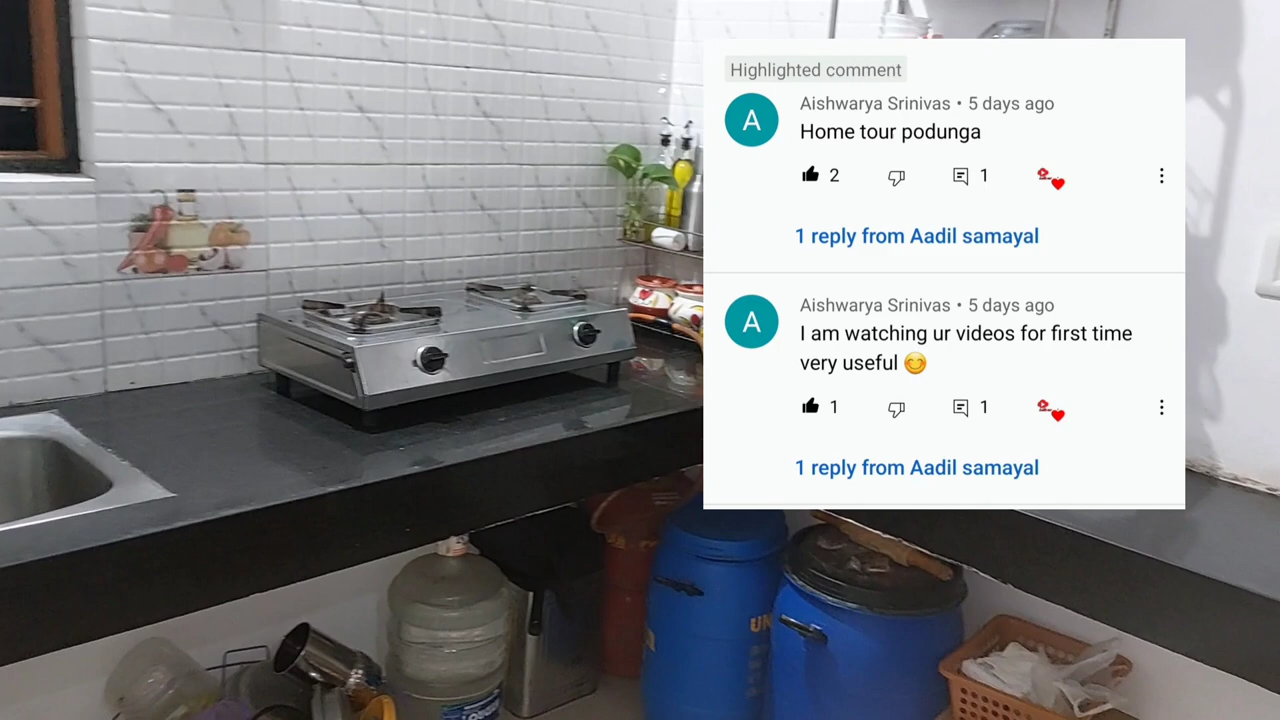 Highlighted comment
Aishwarya Srinivas • 5 days ago
Home tour podunga
2
1
1 reply from Aadil samayal
Aishwarya Srinivas • 5 days ago
I am watching ur videos for first time
very useful 😊
1
1
1 reply from Aadil samayal
A
A
UN